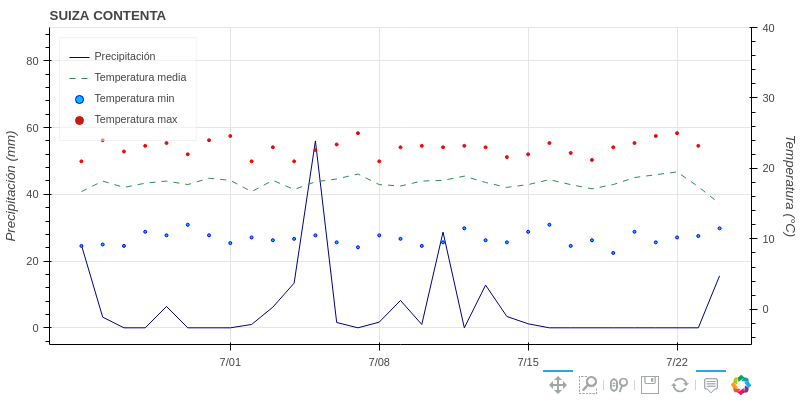 SUIZA CONTENTA
Precipitación
Temperatura media
Temperatura min
Temperatura max
Precipitación (mm)
80
60
40
20
0
40
30
20
10
0
Temperatura (°C)
7/01
7/08
7/15
7/22